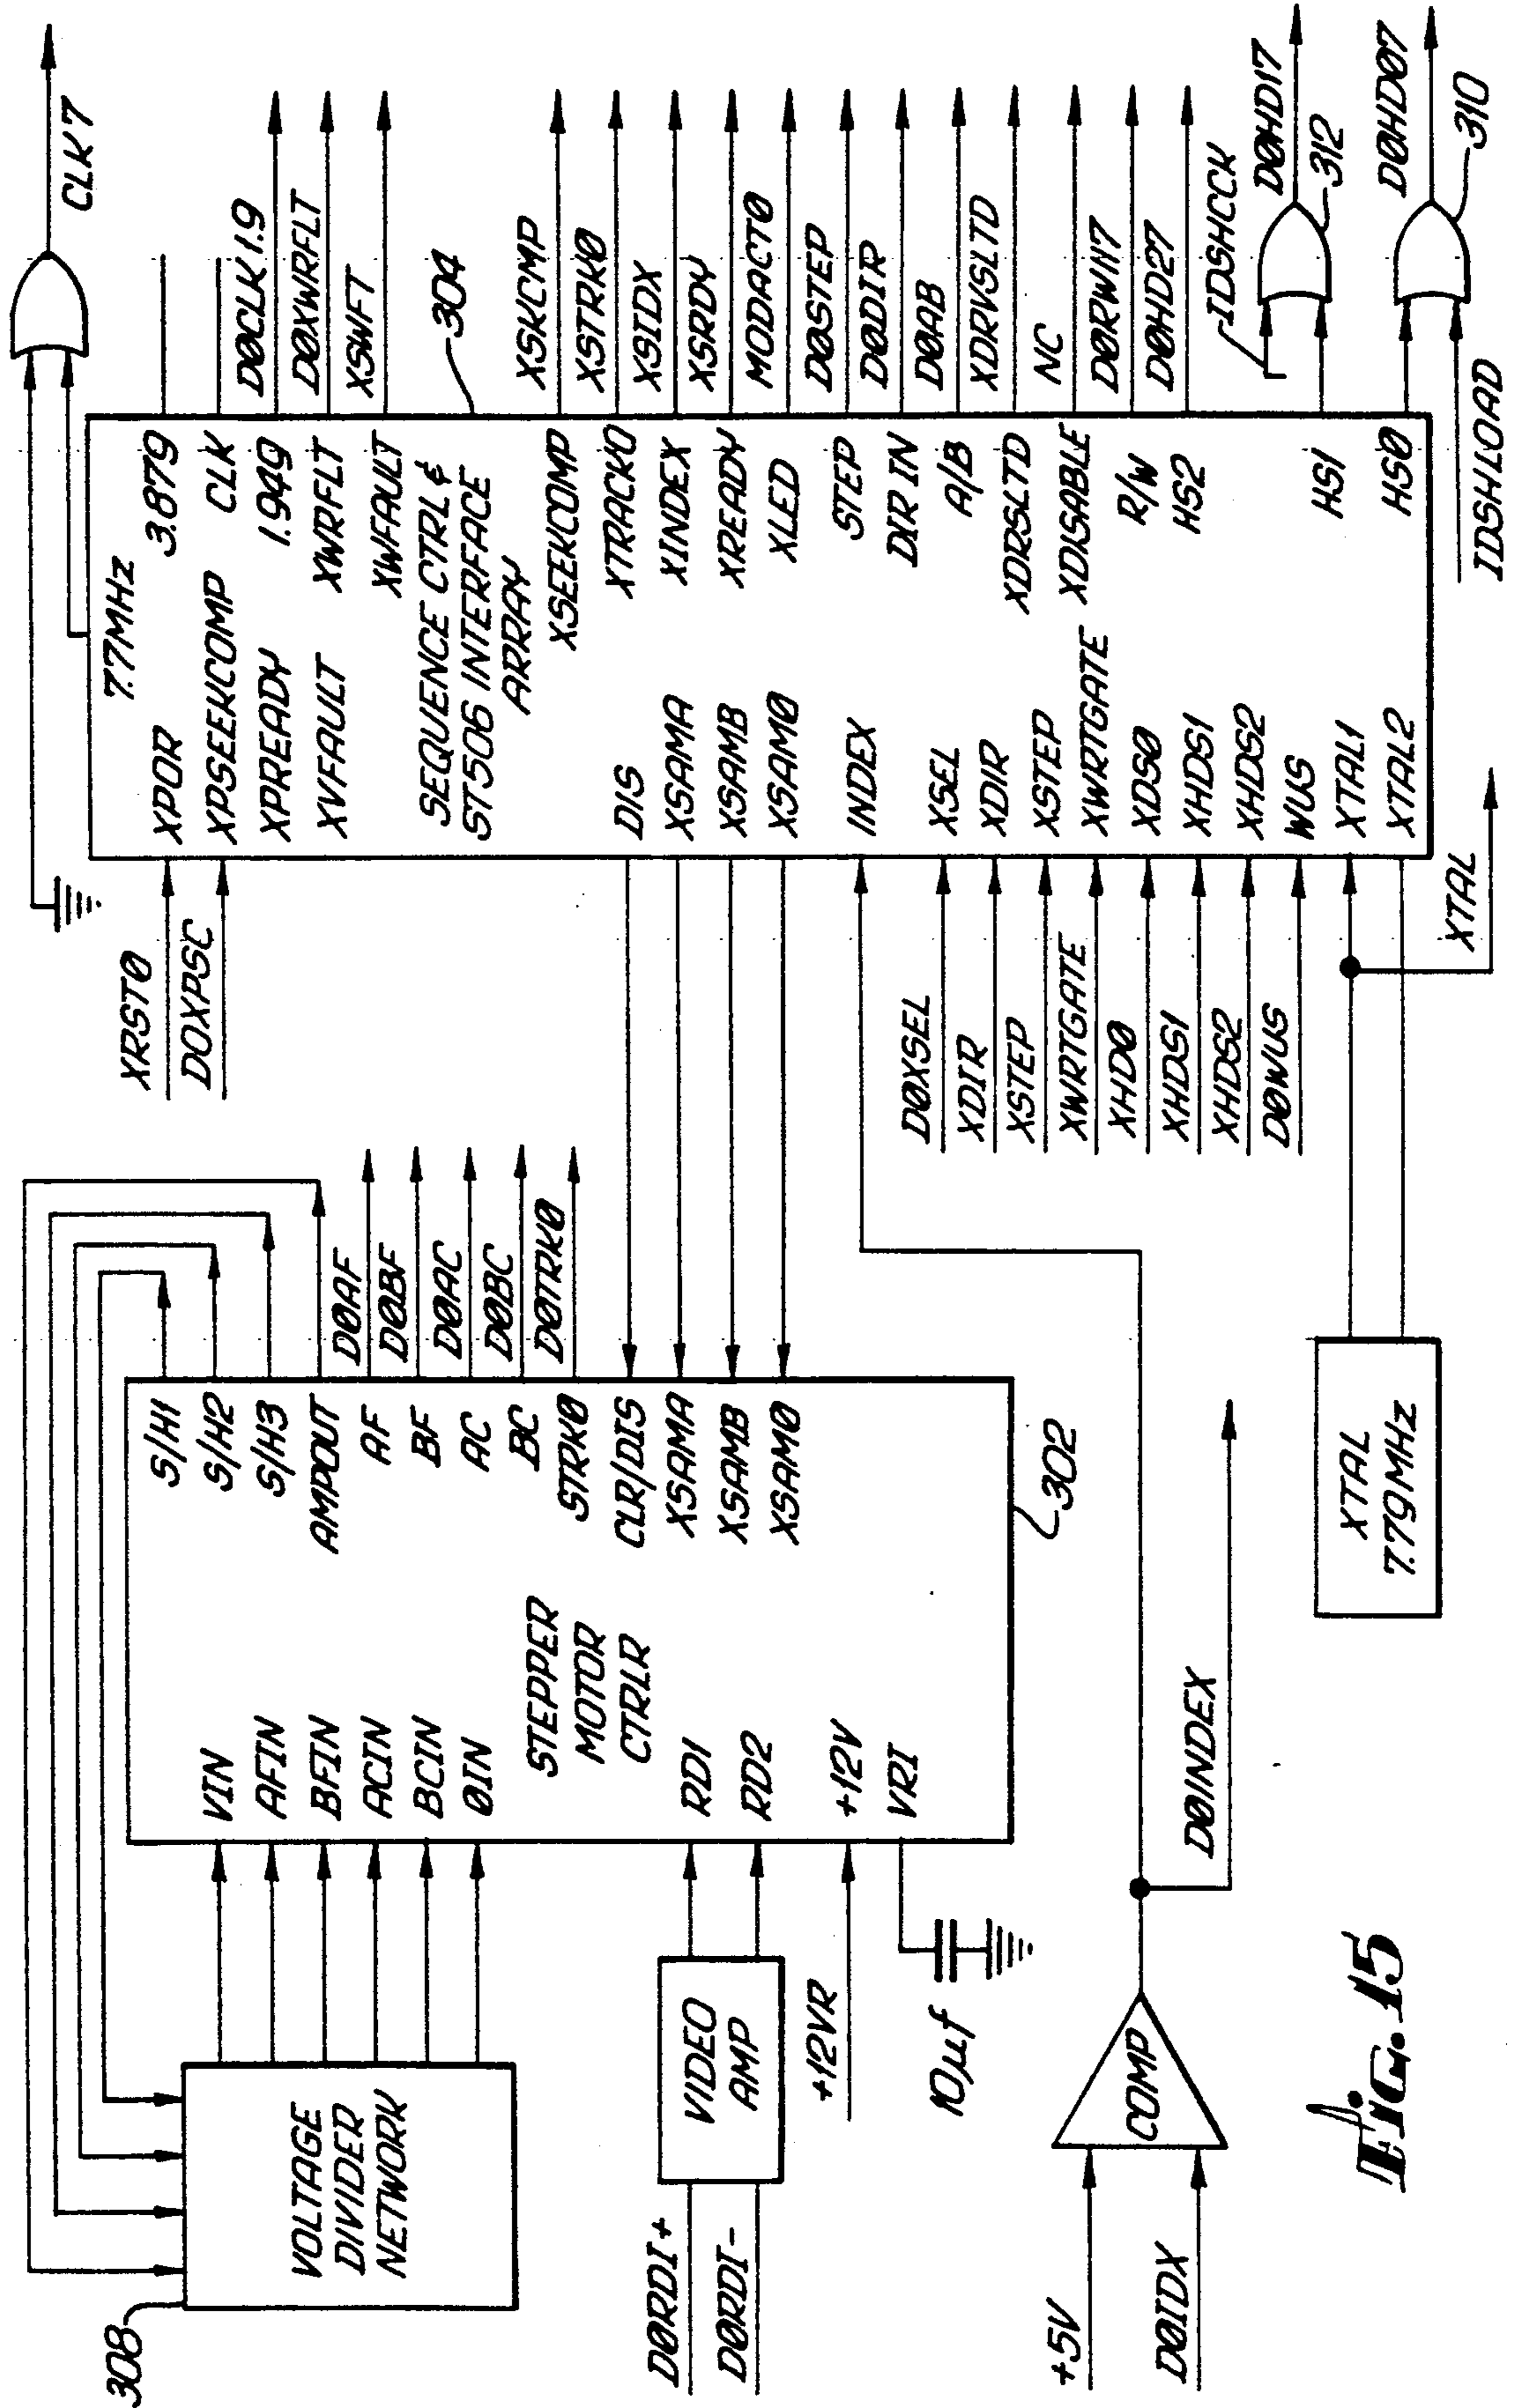 308
VOLTAGE
DIVIDER
NETWORK
VIN
AFIN
BFIN
ACIN
BCIN
0IN
STEPPER
MOTOR
CTRLR
RD1
RD2
+12V
VRI
S/H1
S/H2
S/H3
AMPOUT
AF
BF
AC
BC
STRK0
CLR/DIS
XSAMA
XSAMB
XSAM0
302
D0AF
D0BF
D0AC
D0BC
D0TRK0
D0RDI+
D0RDI-
VIDEO
AMP
+12VR
10µf
+5V
D0IDX
COMP
D0INDEX
XTAL
7.79MHz
XRST0
DOXPSC
D0XSEL
XDIR
XSTEP
XWRTGATE
XHD0
XHDS1
XHDS2
D0WUS
XTAL
7.7MHz
XPOR
XPSEEKCOMP
XPREADY
XVFAULT
SEQUENCE CTRL &
ST506 INTERFACE
ARRAY
DIS
XSAMA
XSAMB
XSAM0
INDEX
XSEL
XDIR
XSTEP
XWRTGATE
XDS0
XHDS1
XHDS2
WUS
XTAL1
XTAL2
3.879
CLK
1.949
XWRFLT
XWFAULT
XSEEKCOMP
XTRACK0
XINDEX
XREADY
XLED
STEP
DIR IN
A/B
XDRSLTD
XDISABLE
R/W
HS2
HS1
HS0
CLK7
D0CLK1.9
D0XWRFLT
XSWFT
304
XSKCMP
XSTRK0
XSIDX
XSRDY
MODACT0
D0STEP
D0DIR
D0AB
XDRVSLTD
NC
D0RWN7
D0HD27
IDSHCCK
D0HD17
312
D0HD07
310
IDSH1OAD
Fig. 15